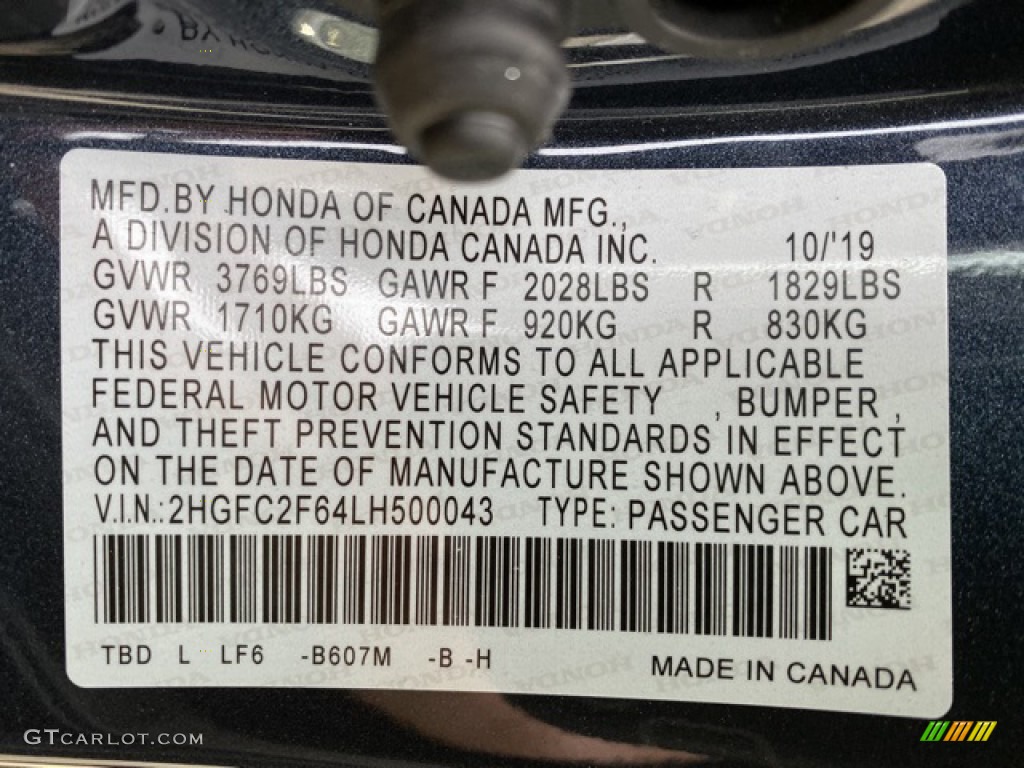 MFD.BY HONDA OF CANADA MFG.,
A DIVISION OF HONDA CANADA INC. 10/'19
GVWR 3769LBS GAWR F 2028LBS R 1829LBS
GVWR 1710KG GAWR F 920KG R 830KG
THIS VEHICLE CONFORMS TO ALL APPLICABLE
FEDERAL MOTOR VEHICLE SAFETY , BUMPER ,
AND THEFT PREVENTION STANDARDS IN EFFECT
ON THE DATE OF MANUFACTURE SHOWN ABOVE.
V.I.N.:2HGFC2F64LH500043 TYPE: PASSENGER CAR
TBD L LF6 -B607M -B -H
MADE IN CANADA
GTCARLOT.COM